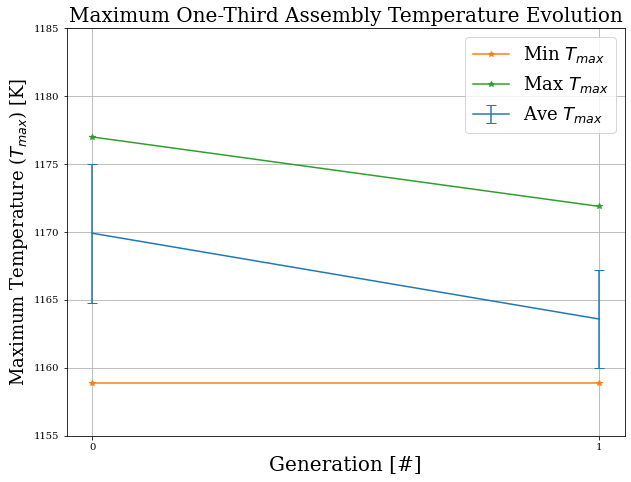 Maximum One-Third Assembly Temperature Evolution
Maximum Temperature (T_max) [K]
1185
1180
1175
1170
1165
1160
1155
Min T_max
Max T_max
Ave T_max
0
1
Generation [#]